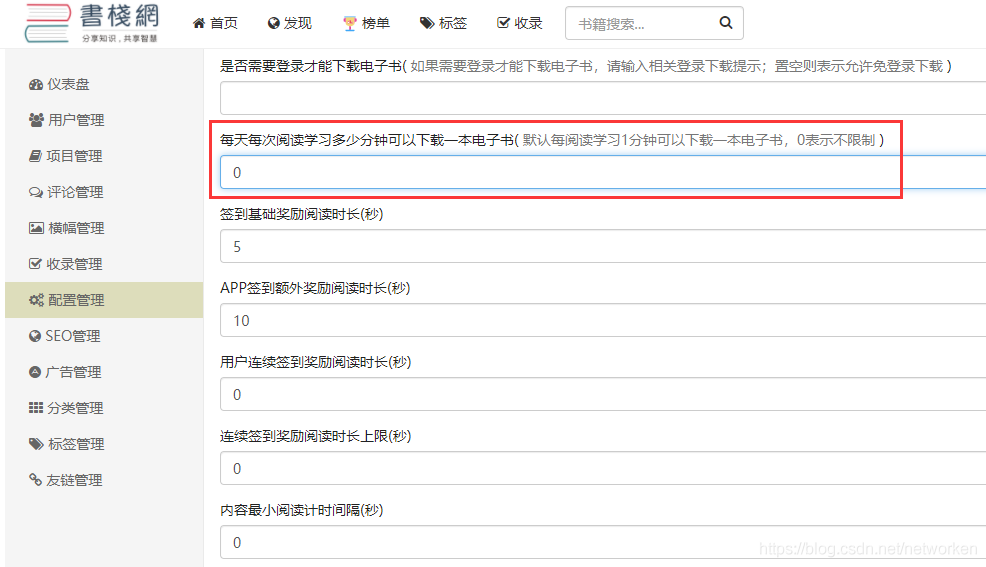 書棧網
分享知识，共享智慧
首页 发现 榜单 标签 收录 书籍搜索...
仪表盘
用户管理
项目管理
评论管理
横幅管理
收录管理
配置管理
SEO管理
广告管理
分类管理
标签管理
友链管理
是否需要登录才能下载电子书( 如果需要登录才能下载电子书，请输入相关登录下载提示；置空则表示允许免登录下载 )
每天每次阅读学习多少分钟可以下载一本电子书( 默认每阅读学习1分钟可以下载一本电子书，0表示不限制 )
0
签到基础奖励阅读时长(秒)
5
APP签到额外奖励阅读时长(秒)
10
用户连续签到奖励阅读时长(秒)
0
连续签到奖励阅读时长上限(秒)
0
内容最小阅读计时间隔(秒)
0
https://blog.csdn.net/networken